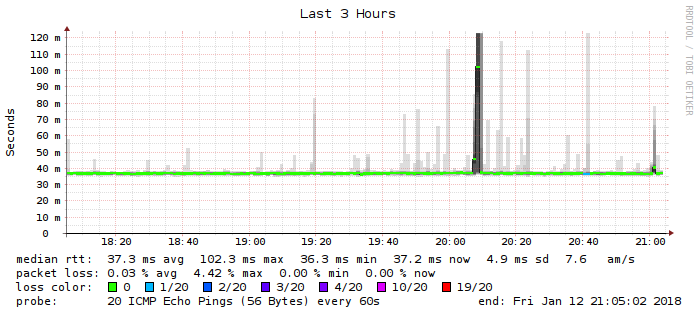 Last 3 Hours
RRDTOOL / TOBI OETIKER
Seconds
120 m
110 m
100 m
90 m
80 m
70 m
60 m
50 m
40 m
30 m
20 m
10 m
0
18:20 18:40 19:00 19:20 19:40 20:00 20:20 20:40 21:00
median rtt: 37.3 ms avg 102.3 ms max 36.3 ms min 37.2 ms now 4.9 ms sd 7.6 am/s
packet loss: 0.03 % avg 4.42 % max 0.00 % min 0.00 % now
loss color: 0 1/20 2/20 3/20 4/20 10/20 19/20
probe: 20 ICMP Echo Pings (56 Bytes) every 60s end: Fri Jan 12 21:05:02 2018